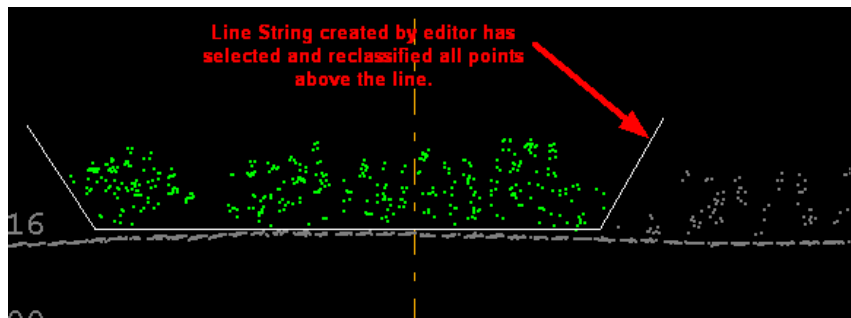 Line String created by editor has
selected and reclassified all points
above the line.
16